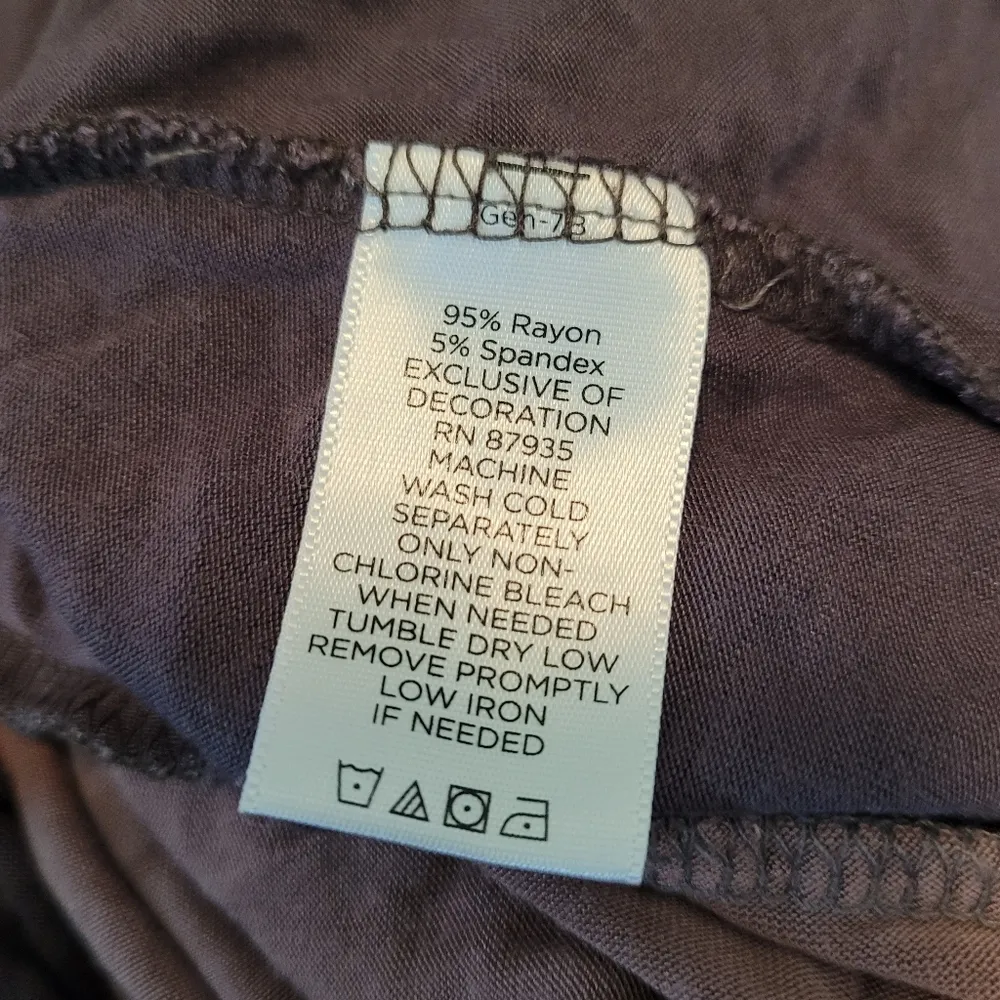 Gen-73
95% Rayon
5% Spandex
EXCLUSIVE OF
DECORATION
RN 87935
MACHINE
WASH COLD
SEPARATELY
ONLY NON-
CHLORINE BLEACH
WHEN NEEDED
TUMBLE DRY LOW
REMOVE PROMPTLY
LOW IRON
IF NEEDED